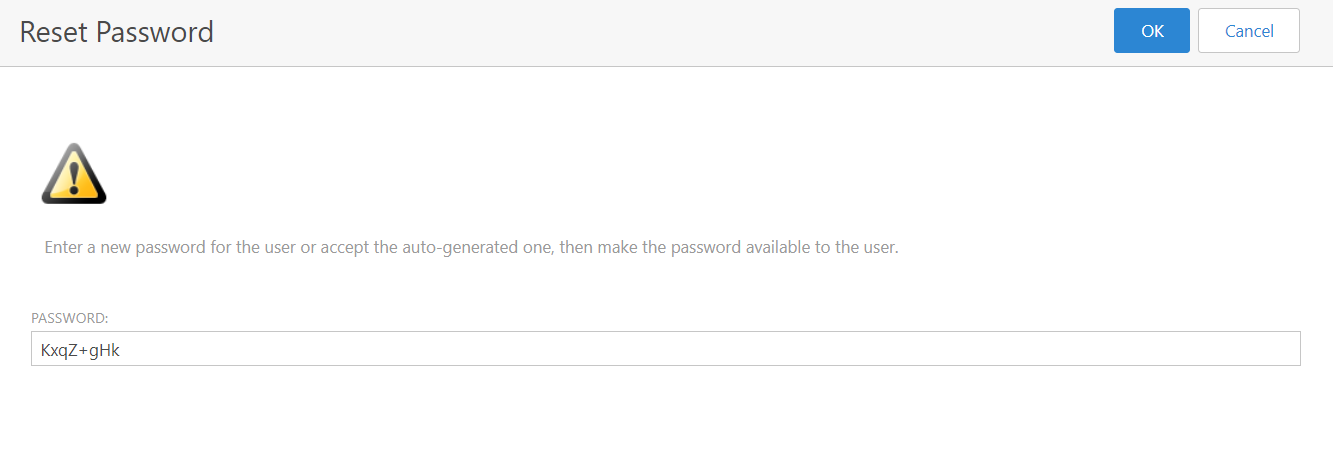 Reset Password
OK
Cancel
Enter a new password for the user or accept the auto-generated one, then make the password available to the user.
PASSWORD:
KxqZ+gHk